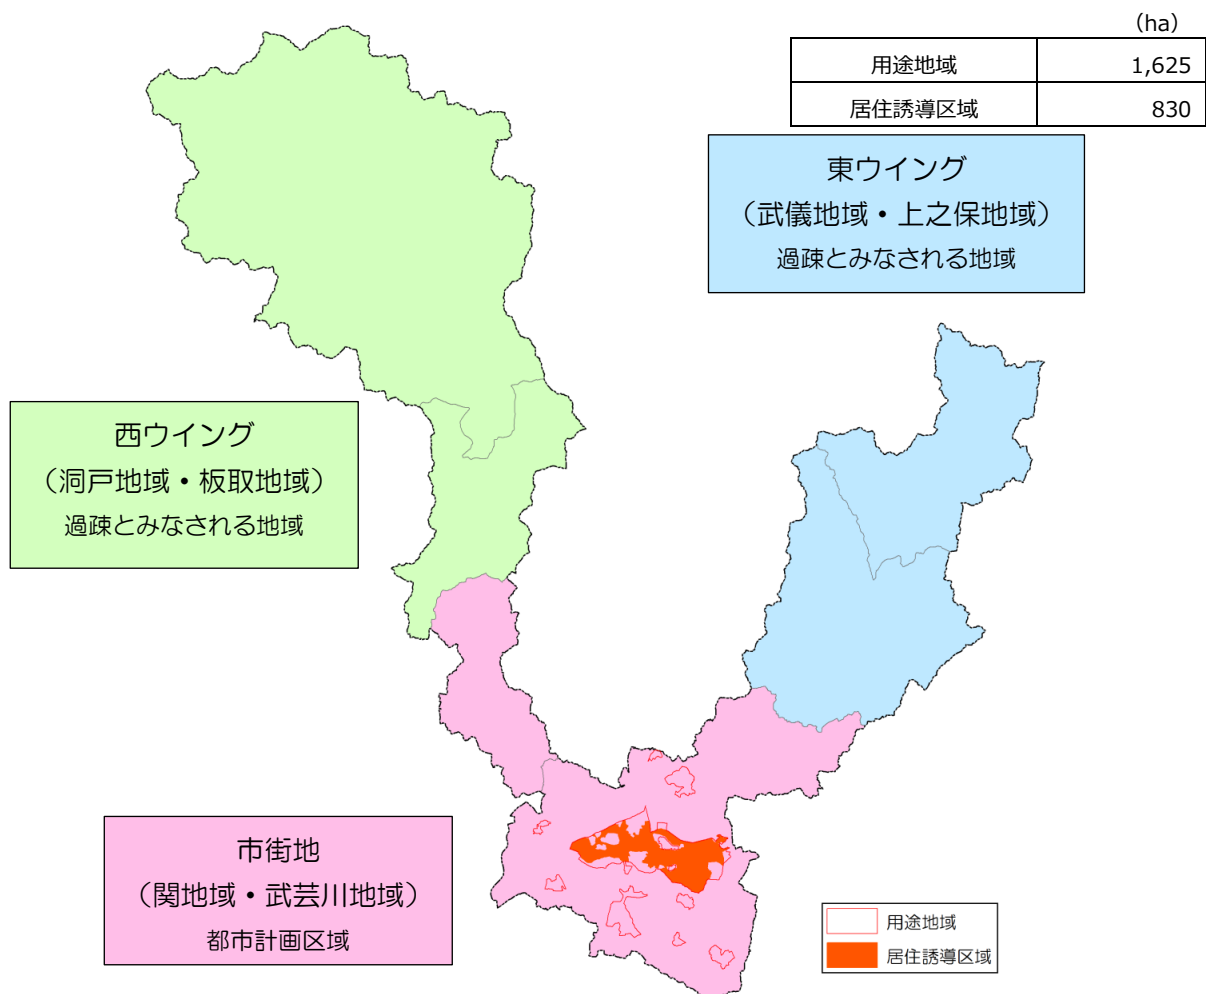 （ha）
用途地域 1,625
居住誘導区域 830
東ウイング
（武儀地域・上之保地域）
過疎とみなされる地域
西ウイング
（洞戸地域・板取地域）
過疎とみなされる地域
市街地
（関地域・武芸川地域）
都市計画区域
用途地域
居住誘導区域